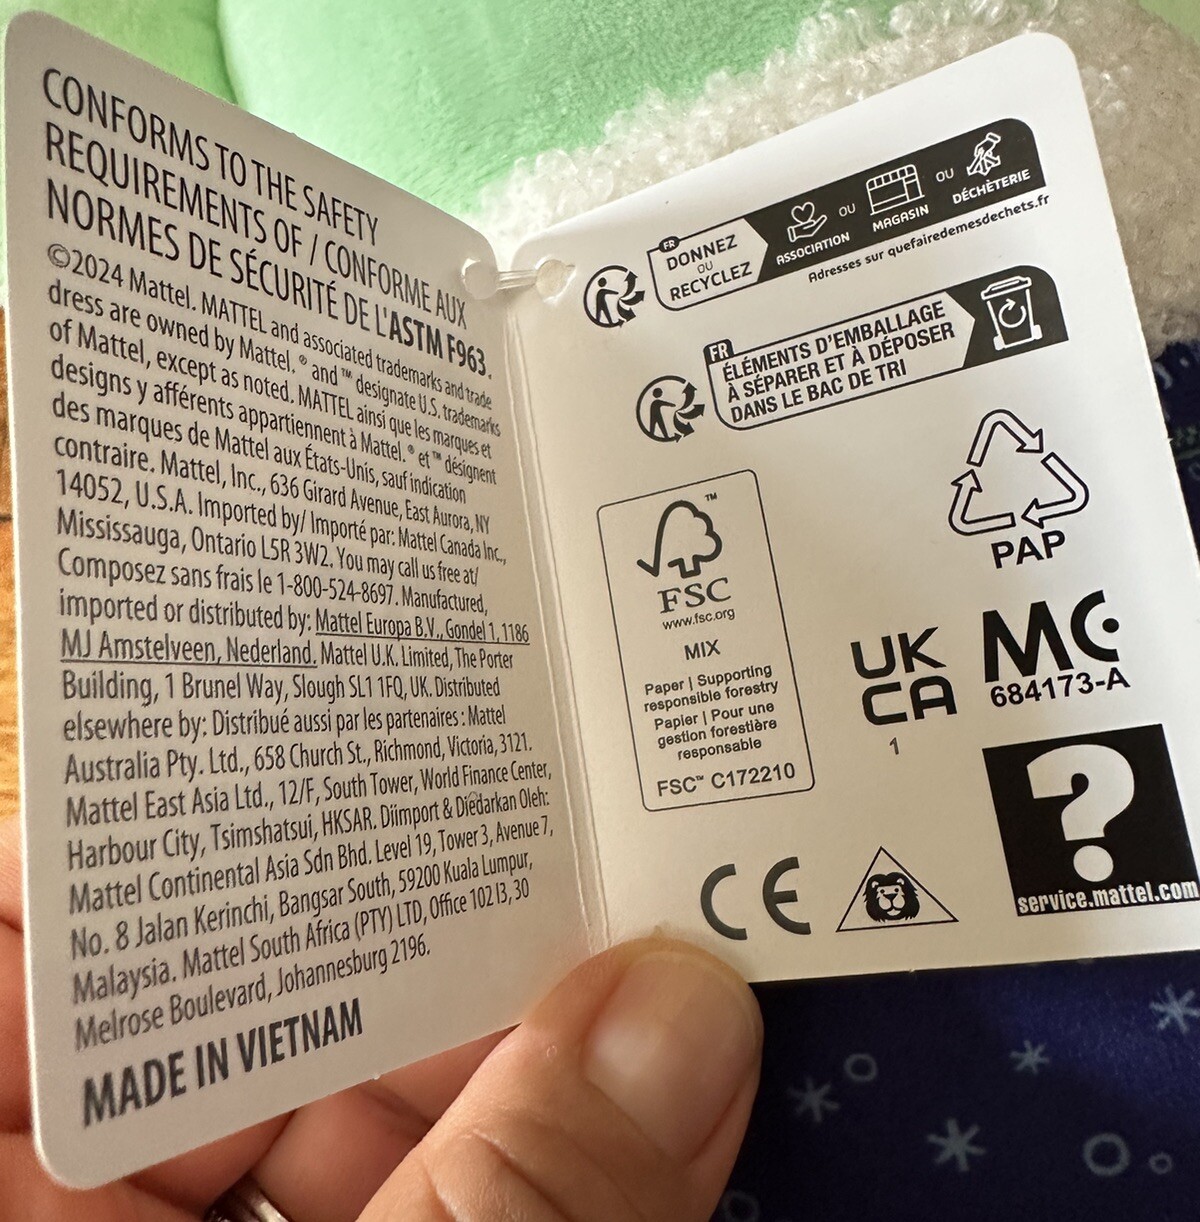 CONFORMS TO THE SAFETY
REQUIREMENTS OF / CONFORME AUX
NORMES DE SÉCURITÉ DE L'ASTM F963.
©2024 Mattel. MATTEL and associated trademarks and trade
dress are owned by Mattel. ® and ™ designate U.S. trademarks
of Mattel, except as noted. MATTEL ainsi que les marques et
designs y afférents appartiennent à Mattel. ® et ™ désignent
des marques de Mattel aux États-Unis, sauf indication
contraire. Mattel, Inc., 636 Girard Avenue, East Aurora, NY
14052, U.S.A. Imported by/ Importé par: Mattel Canada Inc.,
Mississauga, Ontario L5R 3W2. You may call us free at/
Composez sans frais le 1-800-524-8697. Manufactured,
imported or distributed by: Mattel Europa B.V., Gondel 1, 1186
MJ Amstelveen, Nederland. Mattel U.K. Limited, The Porter
Building, 1 Brunel Way, Slough SL1 1FQ, UK. Distributed
elsewhere by: Distribué aussi par les partenaires : Mattel
Australia Pty. Ltd., 658 Church St., Richmond, Victoria, 3121.
Mattel East Asia Ltd., 12/F, South Tower, World Finance Center,
Harbour City, Tsimshatsui, HKSAR. Diimport & Diedarkan Oleh:
Mattel Continental Asia Sdn Bhd. Level 19, Tower 3, Avenue 7,
No. 8 Jalan Kerinchi, Bangsar South, 59200 Kuala Lumpur,
Malaysia. Mattel South Africa (PTY) LTD, Office 102 I3, 30
Melrose Boulevard, Johannesburg 2196.
MADE IN VIETNAM
FR
DONNEZ
OU
RECYCLEZ
ASSOCIATION
OU
MAGASIN
OU
DÉCHÈTERIE
Adresses sur quefairedemesdechets.fr
FR
ÉLÉMENTS D'EMBALLAGE
À SÉPARER ET À DÉPOSER
DANS LE BAC DE TRI
PAP
™
FSC
www.fsc.org
MIX
Paper | Supporting
responsible forestry
Papier | Pour une
gestion forestière
responsable
FSC™ C172210
UK
CA
1
MC
684173-A
?
service.mattel.com
CE